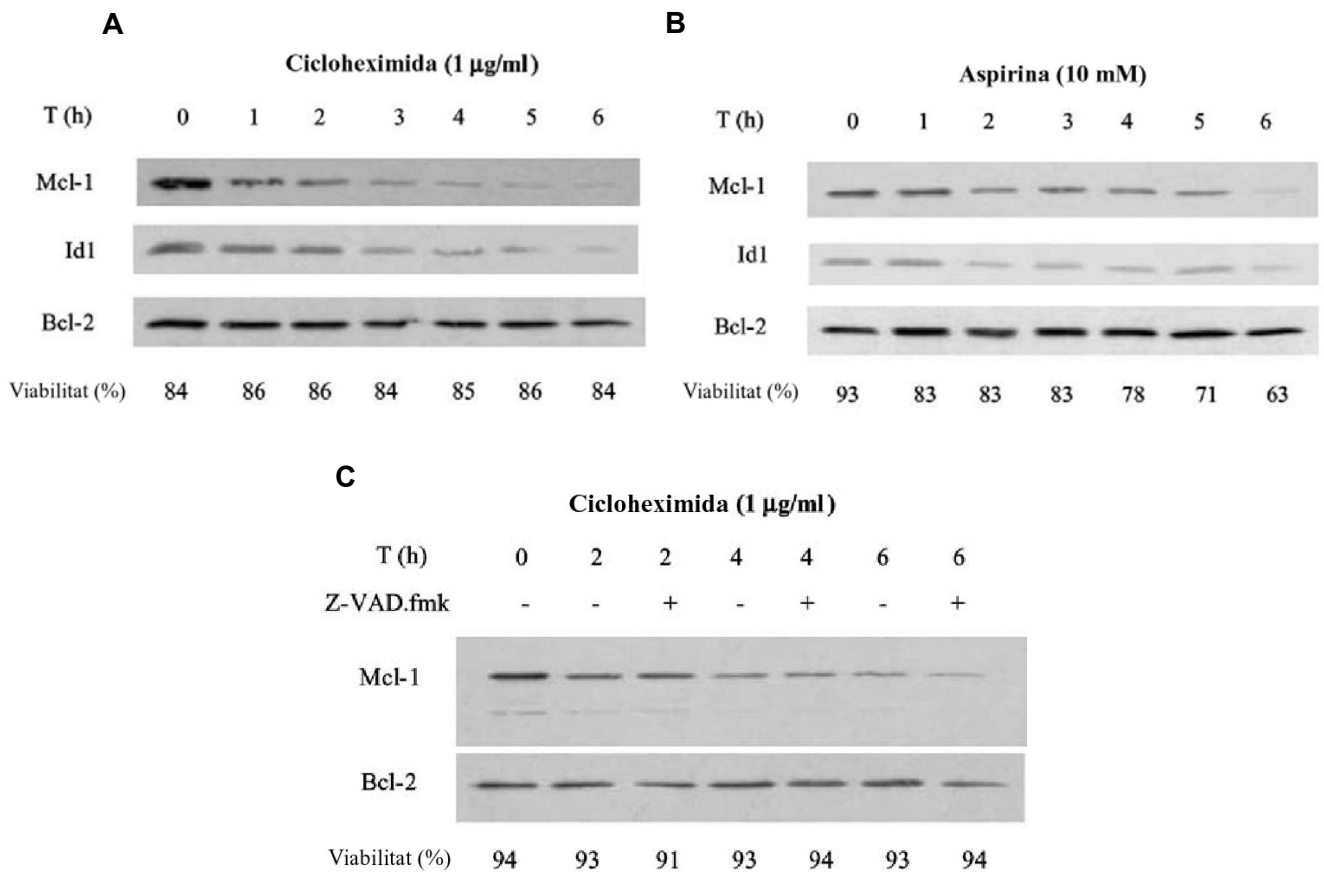 A
Cicloheximida (1 µg/ml)
T (h) 0 1 2 3 4 5 6
Mcl-1
Id1
Bcl-2
Viabilitat (%) 84 86 86 84 85 86 84
B
Aspirina (10 mM)
T (h) 0 1 2 3 4 5 6
Mcl-1
Id1
Bcl-2
Viabilitat (%) 93 83 83 83 78 71 63
C
Cicloheximida (1 µg/ml)
T (h) 0 2 2 4 4 6 6
Z-VAD.fmk - - + - + - +
Mcl-1
Bcl-2
Viabilitat (%) 94 93 91 93 94 93 94